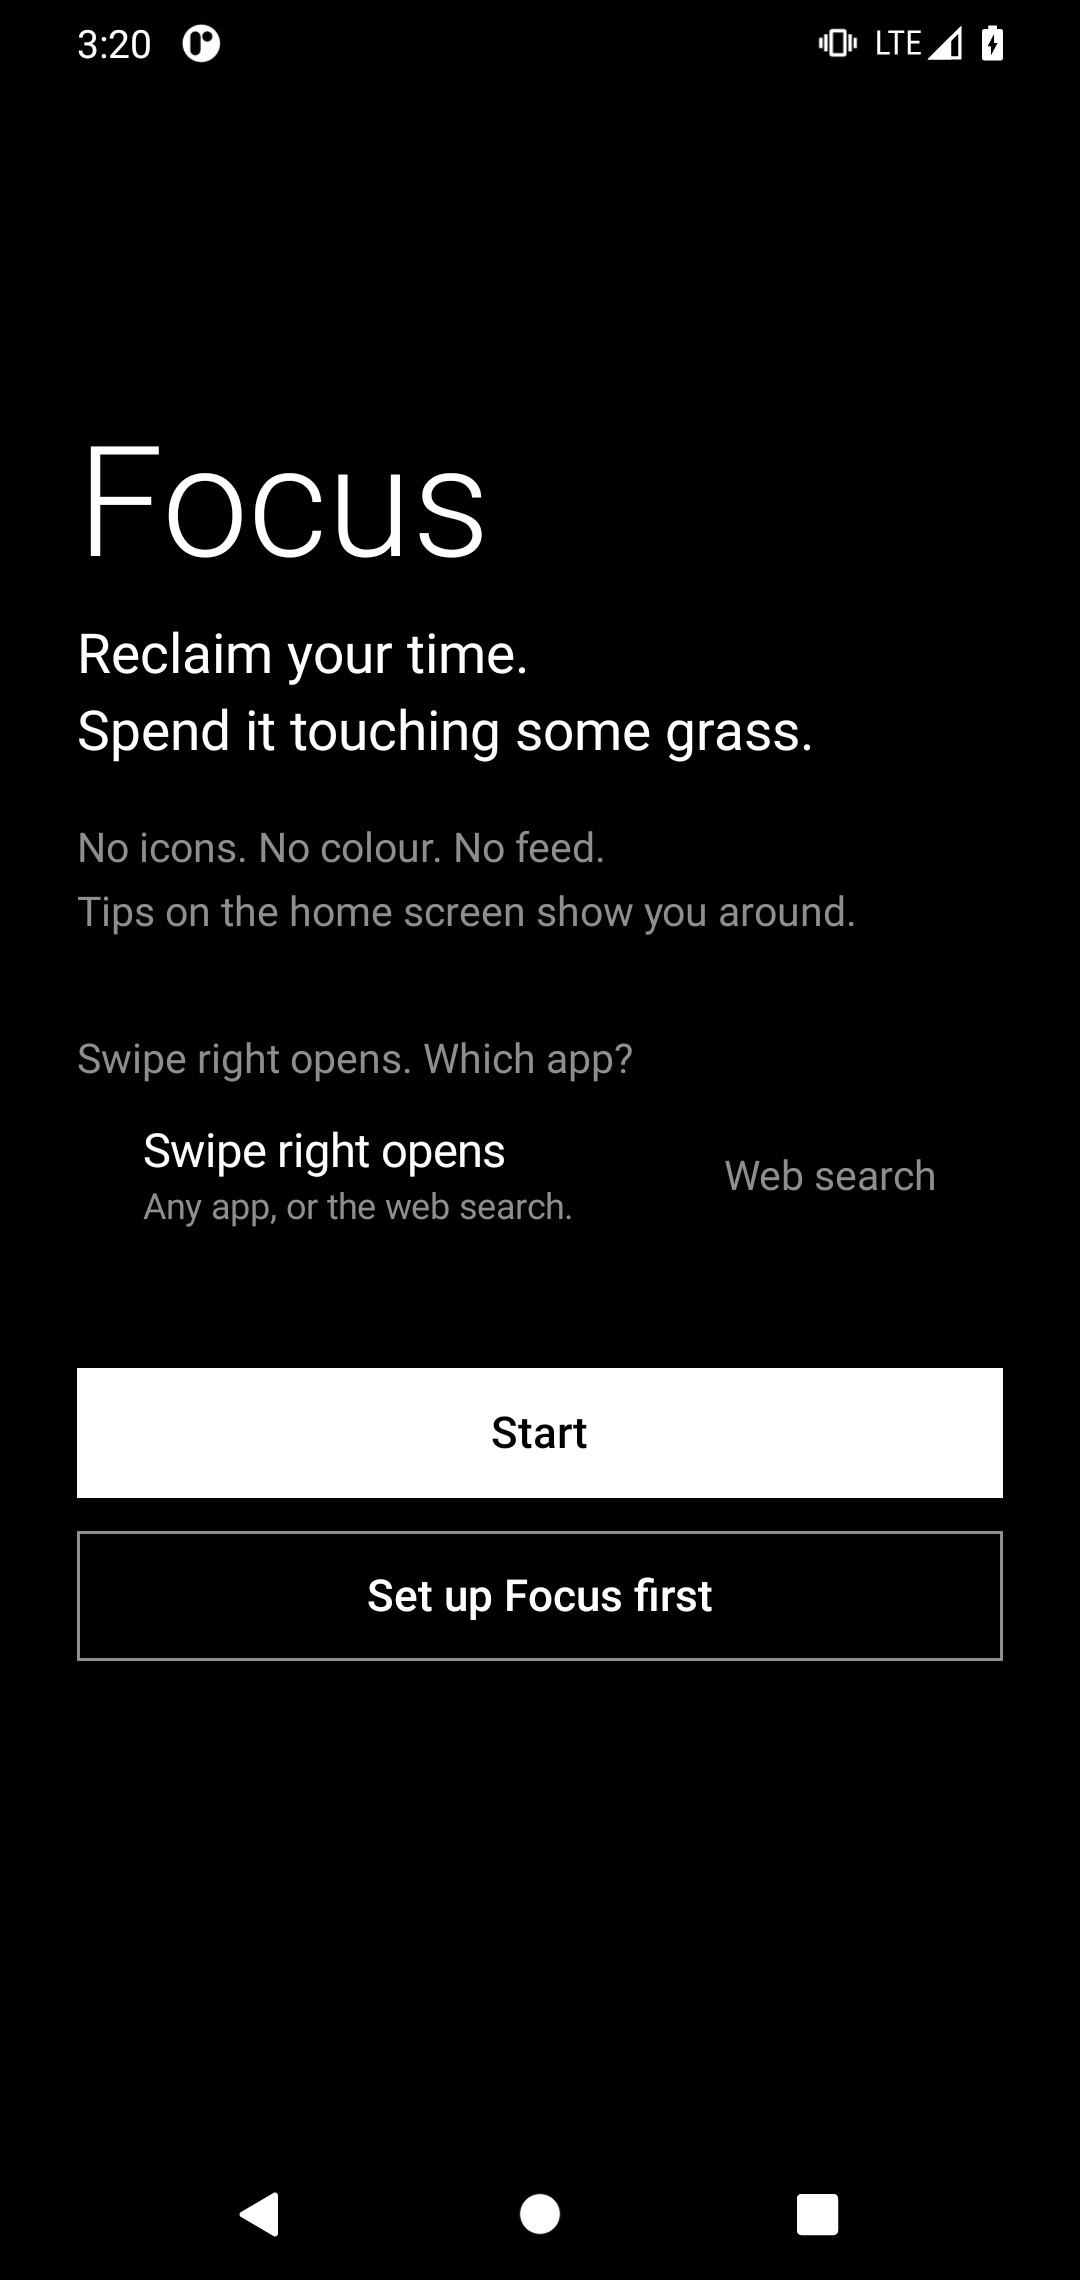 3:20
LTE
Focus
Reclaim your time.
Spend it touching some grass.
No icons. No colour. No feed.
Tips on the home screen show you around.
Swipe right opens. Which app?
Swipe right opens
Web search
Any app, or the web search.
Start
Set up Focus first